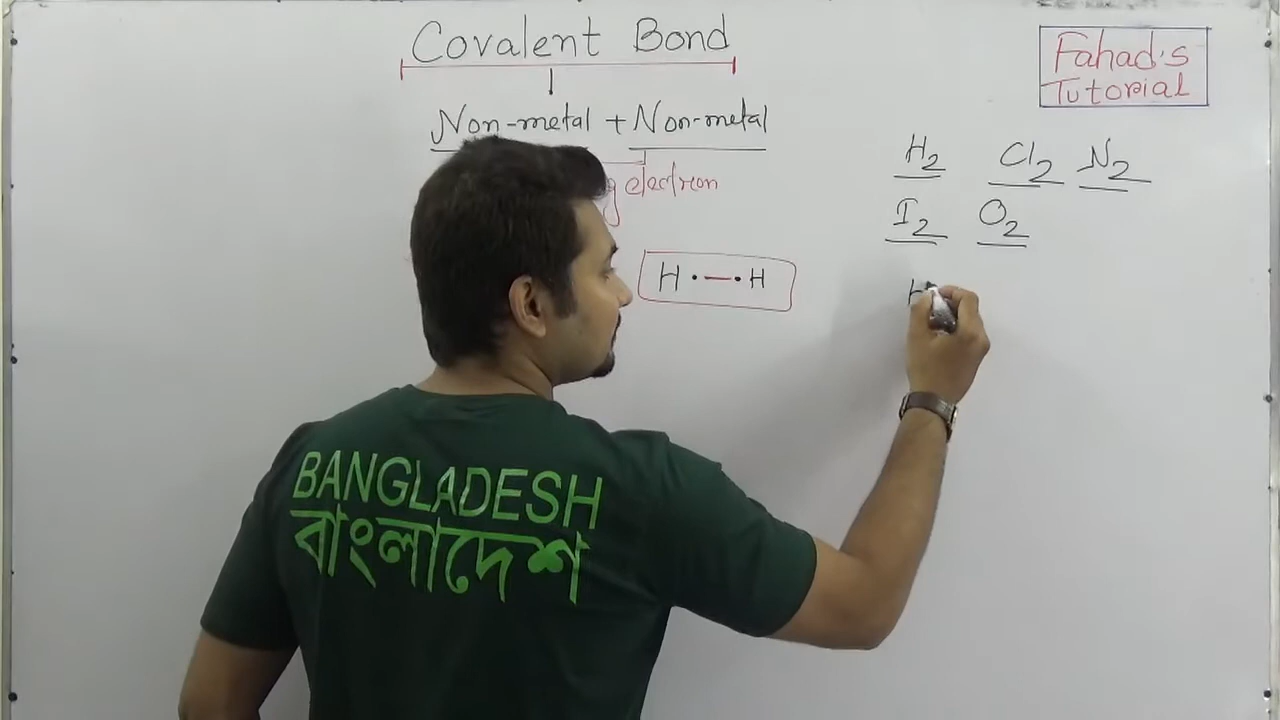 Covalent Bond
Non-metal + Non-metal
electron
H • — • H
Fahad's
Tutorial
H₂ Cl₂ N₂
I₂ O₂
H
BANGLADESH
বাংলাদেশ